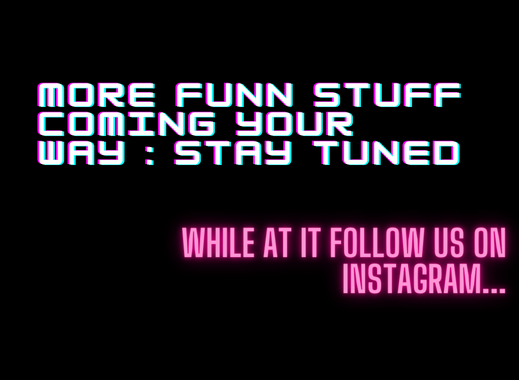 MORE FUNN STUFF
COMING YOUR
WAY : STAY TUNED
WHILE AT IT FOLLOW US ON
INSTAGRAM...